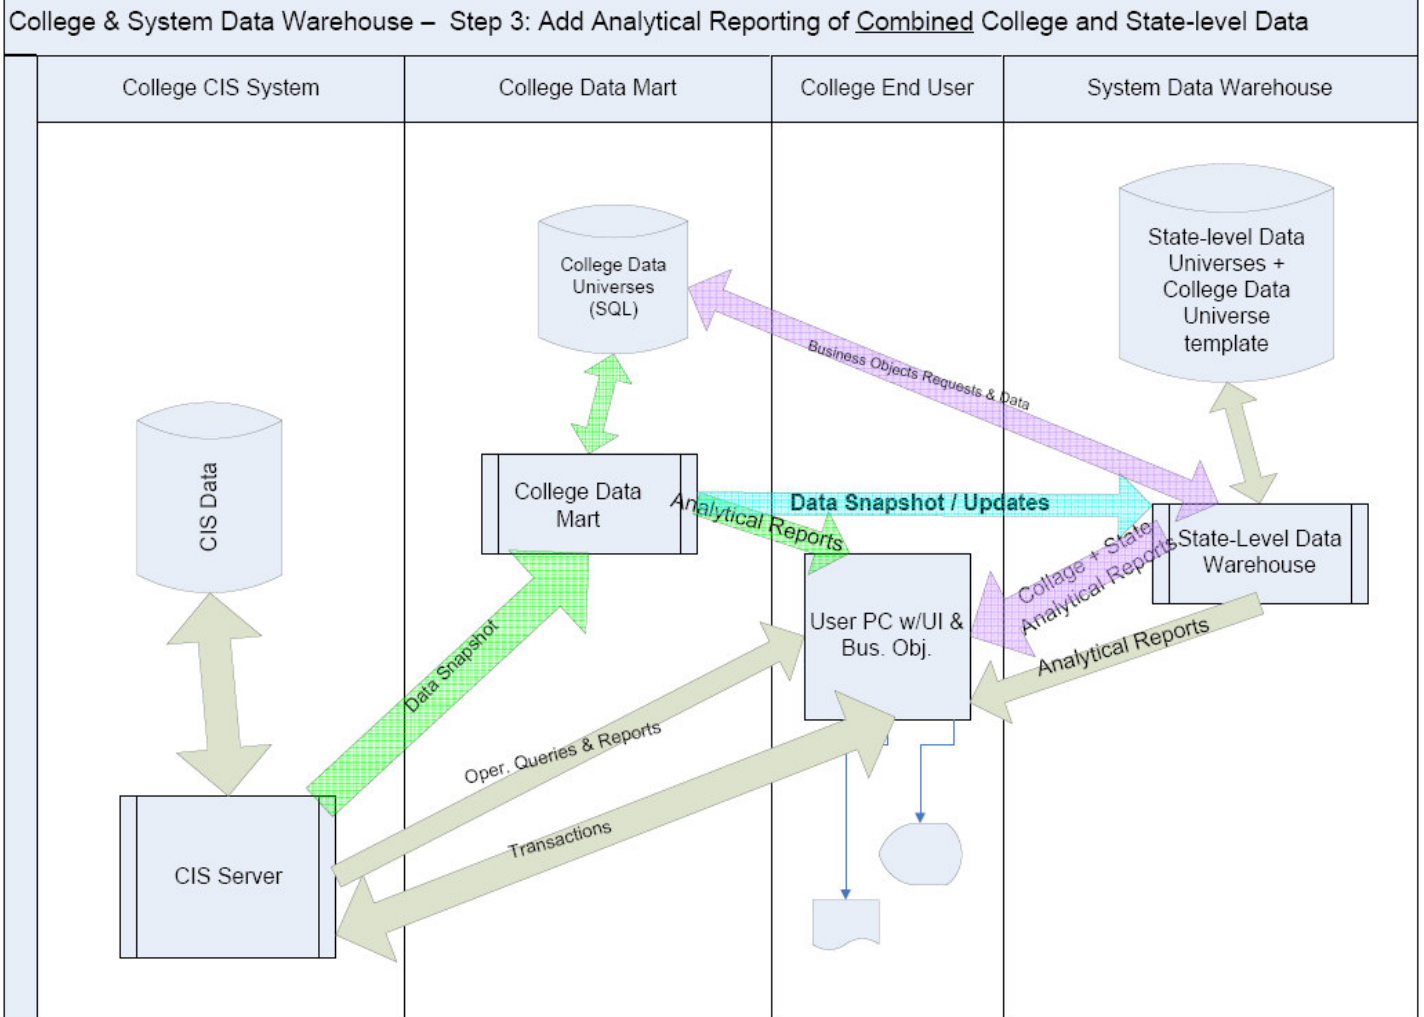 College & System Data Warehouse –  Step 3: Add Analytical Reporting of Combined College and State-level Data
College CIS System
College Data Mart
College End User
System Data Warehouse
State-level Data
Universes +
College Data
Universe
template
College Data
Universes
(SQL)
Business Objects Requests & Data
CIS Data
College Data
Mart
Analytical Reports
Data Snapshot / Updates
State-Level Data
Warehouse
Collage + State
Analytical Reports
User PC w/UI &
Bus. Obj.
Analytical Reports
Data Snapshot
Oper. Queries & Reports
Transactions
CIS Server